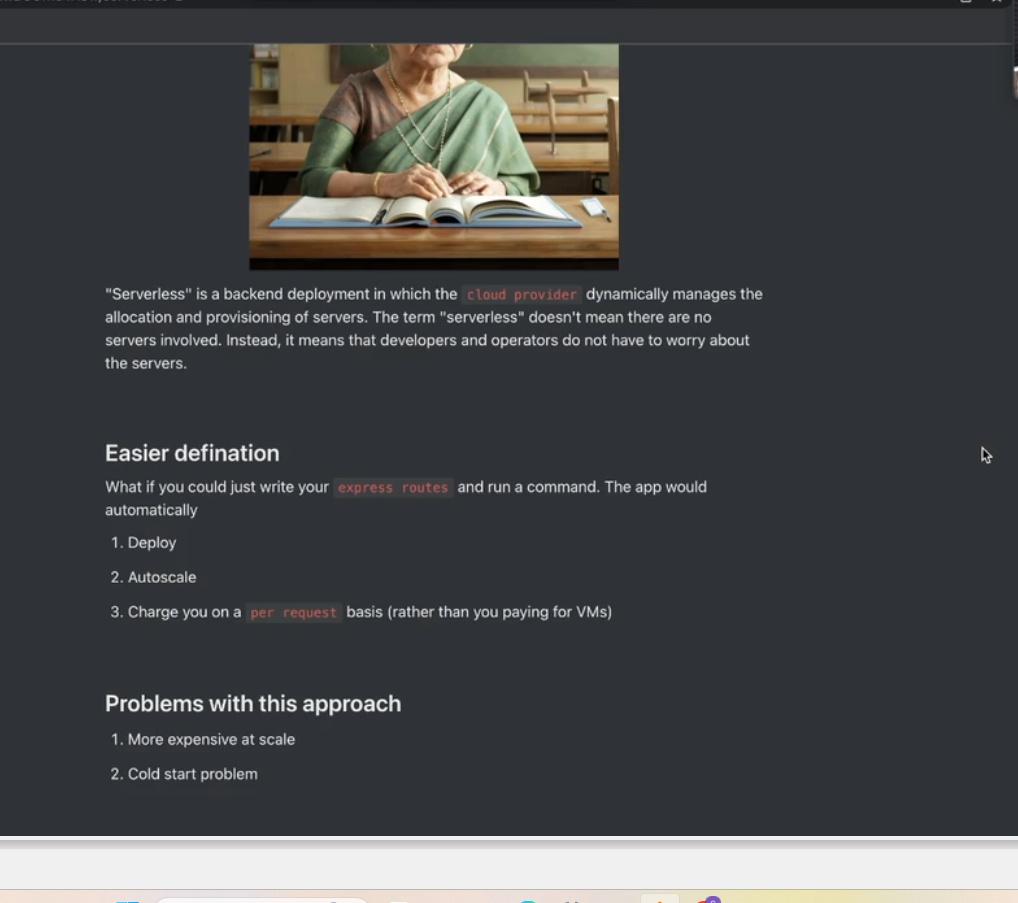 "Serverless" is a backend deployment in which the cloud provider dynamically manages the
allocation and provisioning of servers. The term "serverless" doesn't mean there are no
servers involved. Instead, it means that developers and operators do not have to worry about
the servers.
Easier defination
What if you could just write your express routes and run a command. The app would
automatically
1. Deploy
2. Autoscale
3. Charge you on a per request basis (rather than you paying for VMs)
Problems with this approach
1. More expensive at scale
2. Cold start problem